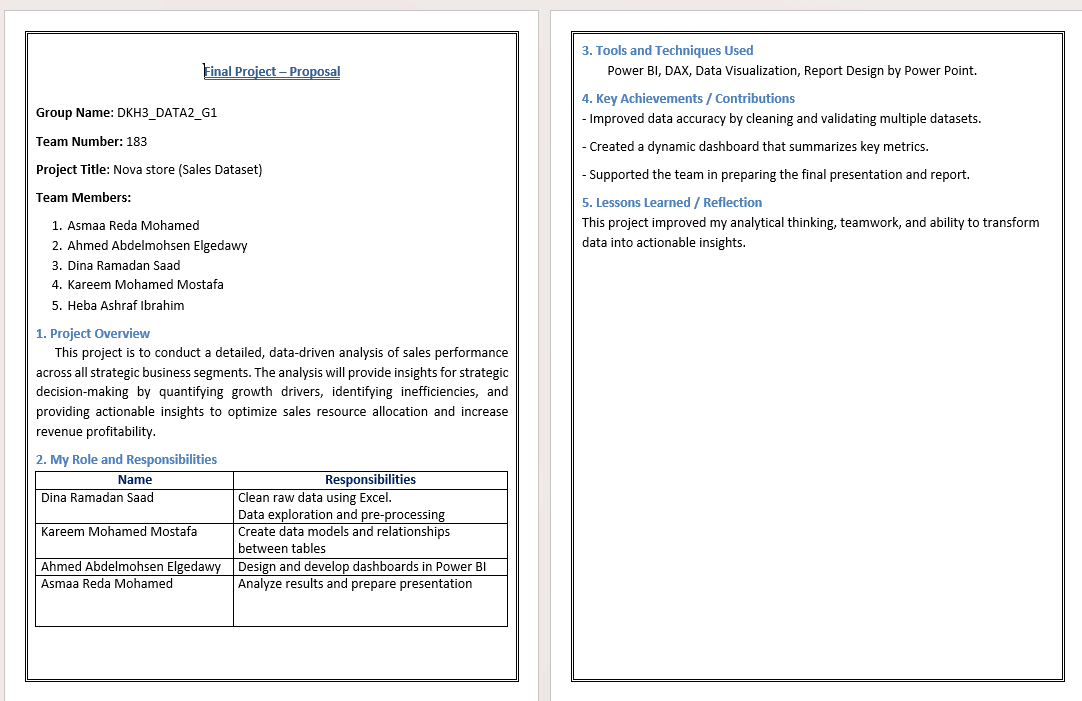 Final Project – Proposal
Group Name: DKH3_DATA2_G1
Team Number: 183
Project Title: Nova store (Sales Dataset)
Team Members:
1. Asmaa Reda Mohamed
2. Ahmed Abdelmohsen Elgedawy
3. Dina Ramadan Saad
4. Kareem Mohamed Mostafa
5. Heba Ashraf Ibrahim
1. Project Overview
This project is to conduct a detailed, data-driven analysis of sales performance
across all strategic business segments. The analysis will provide insights for strategic
decision-making by quantifying growth drivers, identifying inefficiencies, and
providing actionable insights to optimize sales resource allocation and increase
revenue profitability.
2. My Role and Responsibilities
Name Responsibilities
Dina Ramadan Saad Clean raw data using Excel.
Data exploration and pre-processing
Kareem Mohamed Mostafa Create data models and relationships
between tables
Ahmed Abdelmohsen Elgedawy Design and develop dashboards in Power BI
Asmaa Reda Mohamed Analyze results and prepare presentation
3. Tools and Techniques Used
Power BI, DAX, Data Visualization, Report Design by Power Point.
4. Key Achievements / Contributions
- Improved data accuracy by cleaning and validating multiple datasets.
- Created a dynamic dashboard that summarizes key metrics.
- Supported the team in preparing the final presentation and report.
5. Lessons Learned / Reflection
This project improved my analytical thinking, teamwork, and ability to transform
data into actionable insights.